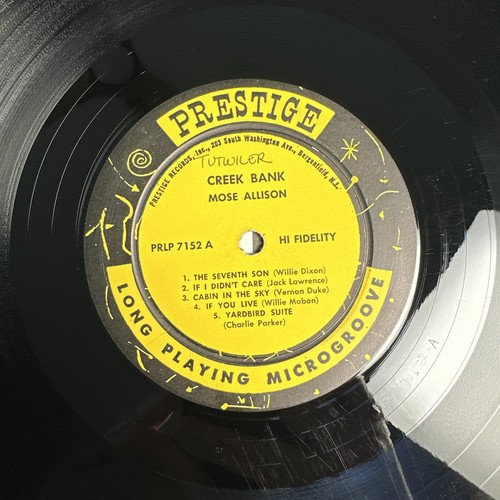 PRESTIGE
PRESTIGE RECORDS, Inc., 203 South Washington Ave., Bergenfield, N.J.
TUTWILER
CREEK BANK
MOSE ALLISON
PRLP 7152 A
HI FIDELITY
1. THE SEVENTH SON (Willie Dixon)
2. IF I DIDN'T CARE (Jack Lawrence)
3. CABIN IN THE SKY (Vernon Duke)
4. IF YOU LIVE (Willie Mabon)
5. YARDBIRD SUITE
(Charlie Parker)
LONG PLAYING MICROGROOVE